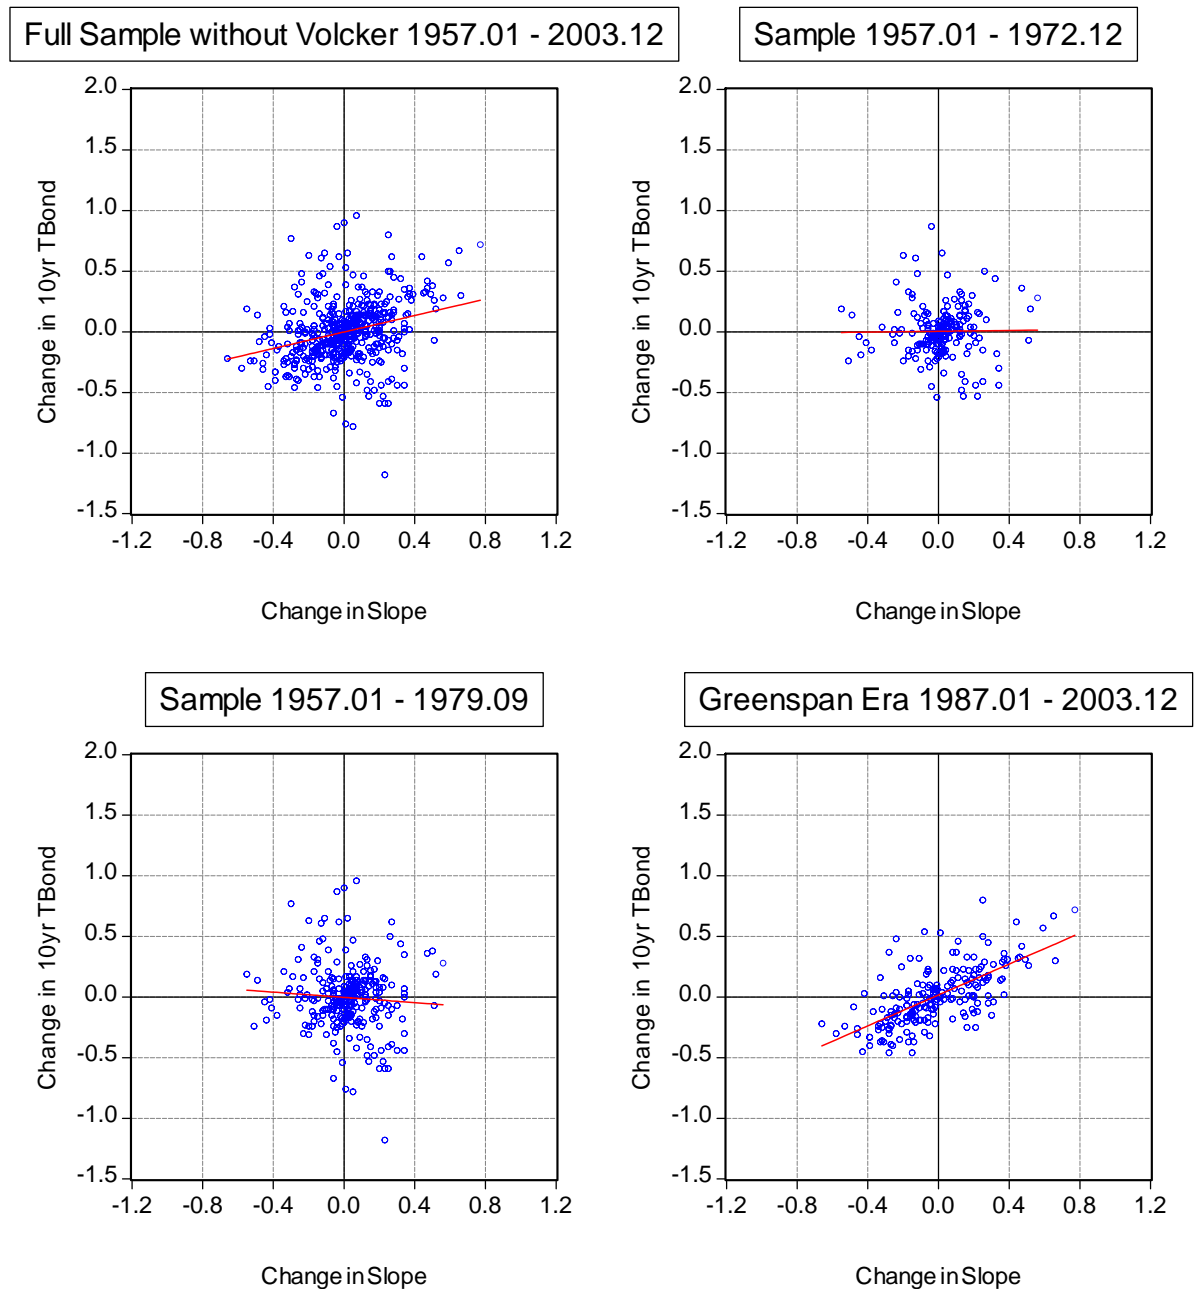 Full Sample without Volcker 1957.01 - 2003.12
Change in 10yr TBond
2.0
1.5
1.0
0.5
0.0
-0.5
-1.0
-1.5
-1.2 -0.8 -0.4 0.0 0.4 0.8 1.2
Change in Slope
Sample 1957.01 - 1972.12
Change in 10yr TBond
2.0
1.5
1.0
0.5
0.0
-0.5
-1.0
-1.5
-1.2 -0.8 -0.4 0.0 0.4 0.8 1.2
Change in Slope
Sample 1957.01 - 1979.09
Change in 10yr TBond
2.0
1.5
1.0
0.5
0.0
-0.5
-1.0
-1.5
-1.2 -0.8 -0.4 0.0 0.4 0.8 1.2
Change in Slope
Greenspan Era 1987.01 - 2003.12
Change in 10yr TBond
2.0
1.5
1.0
0.5
0.0
-0.5
-1.0
-1.5
-1.2 -0.8 -0.4 0.0 0.4 0.8 1.2
Change in Slope